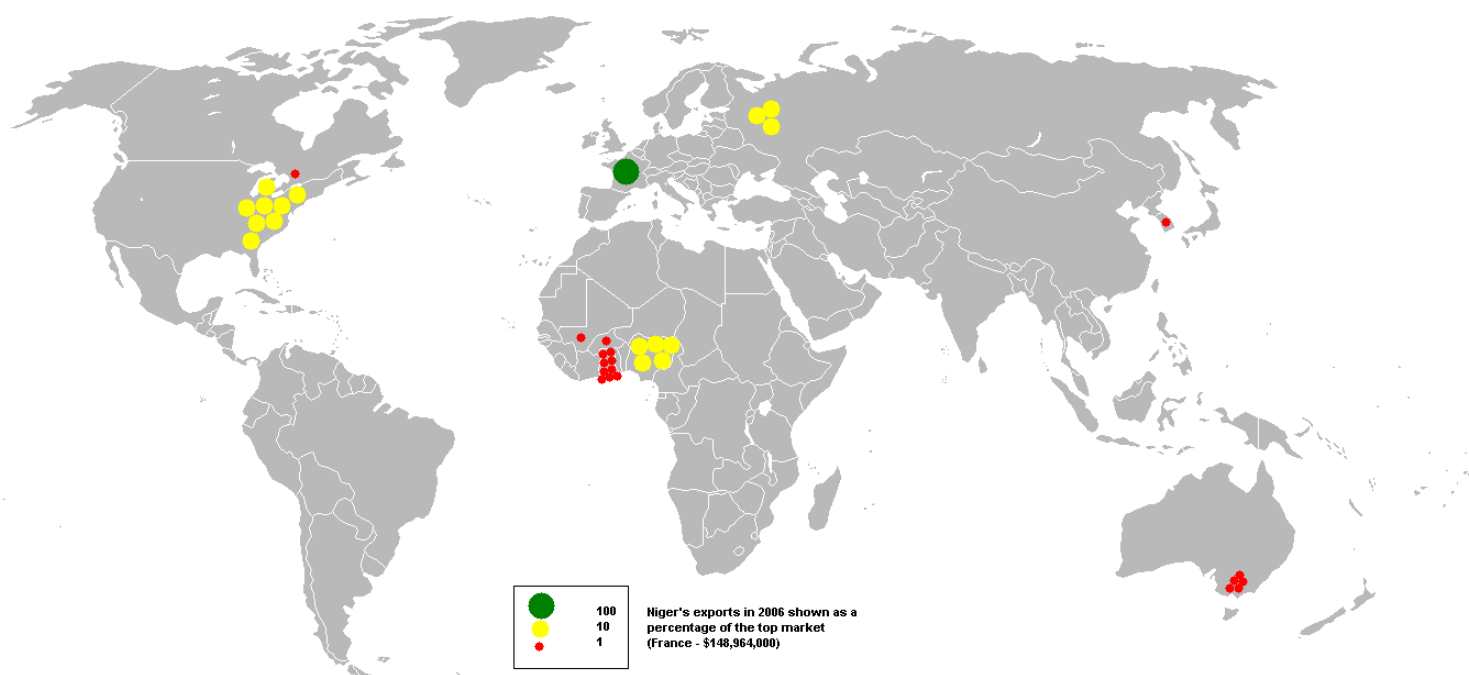 100
10
1
Niger's exports in 2006 shown as a
percentage of the top market
(France - $148,964,000)